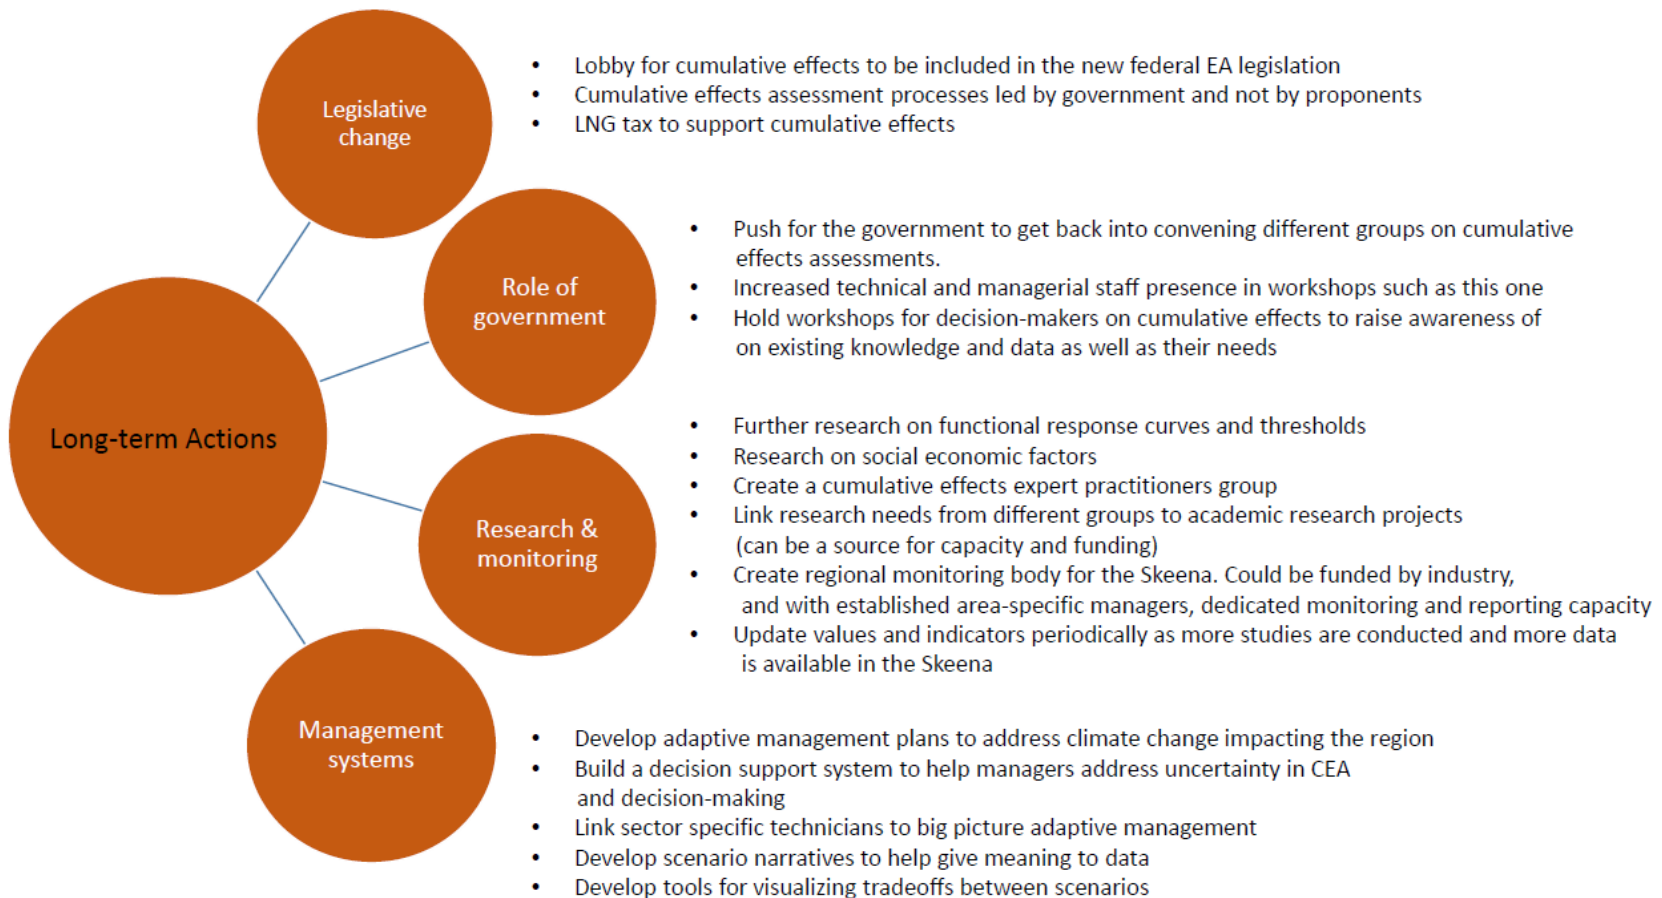 Legislative
change
• Lobby for cumulative effects to be included in the new federal EA legislation
• Cumulative effects assessment processes led by government and not by proponents
• LNG tax to support cumulative effects
Role of
government
• Push for the government to get back into convening different groups on cumulative
effects assessments.
• Increased technical and managerial staff presence in workshops such as this one
• Hold workshops for decision-makers on cumulative effects to raise awareness of
on existing knowledge and data as well as their needs
Long-term Actions
Research &
monitoring
• Further research on functional response curves and thresholds
• Research on social economic factors
• Create a cumulative effects expert practitioners group
• Link research needs from different groups to academic research projects
(can be a source for capacity and funding)
• Create regional monitoring body for the Skeena. Could be funded by industry,
and with established area-specific managers, dedicated monitoring and reporting capacity
• Update values and indicators periodically as more studies are conducted and more data
is available in the Skeena
Management
systems
• Develop adaptive management plans to address climate change impacting the region
• Build a decision support system to help managers address uncertainty in CEA
and decision-making
• Link sector specific technicians to big picture adaptive management
• Develop scenario narratives to help give meaning to data
• Develop tools for visualizing tradeoffs between scenarios